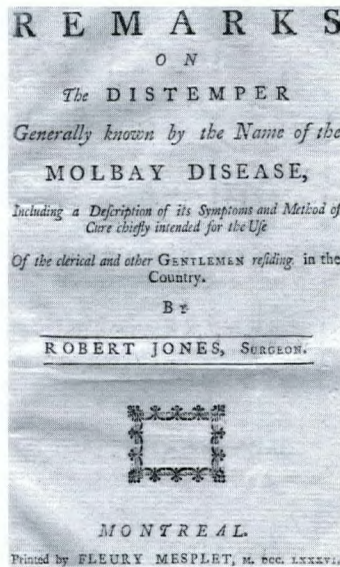 REMARKS
ON
The DISTEMPER
Generally known by the Name of the
MOLBAY DISEASE,
Including a Description of its Symptoms and Method of
Cure chiefly intended for the Use
Of the clerical and other GENTLEMEN residing in the
Country.
BY
ROBERT JONES, SURGEON.
MONTREAL.
Printed by FLEURY MESPLET, M. DCC. LXXXVI.